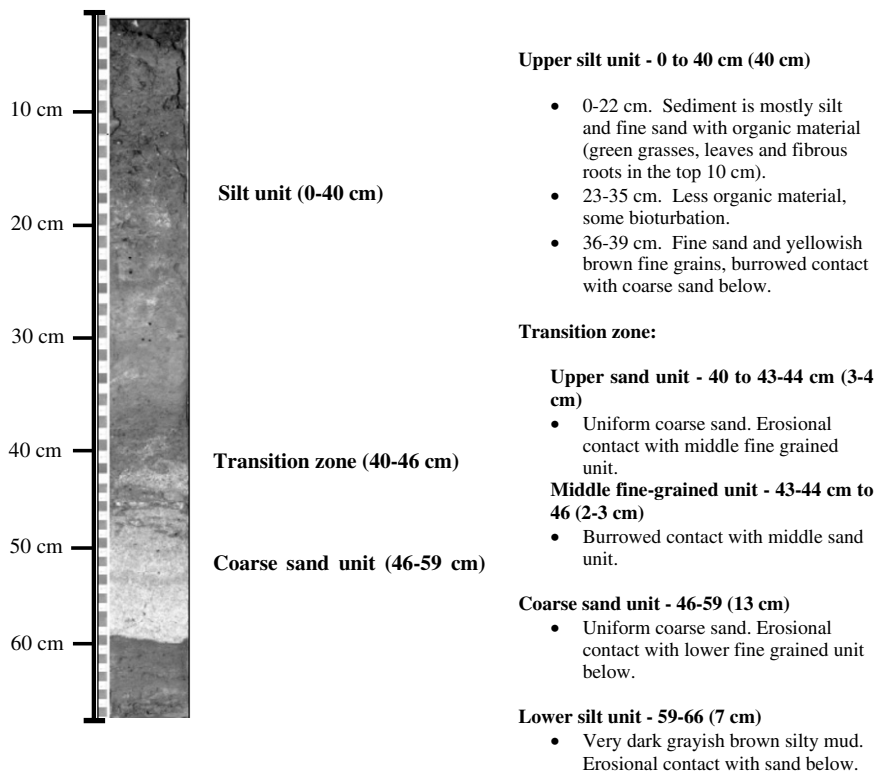 10 cm
20 cm
30 cm
40 cm
50 cm
60 cm
Silt unit (0-40 cm)
Transition zone (40-46 cm)
Coarse sand unit (46-59 cm)
Upper silt unit - 0 to 40 cm (40 cm)
• 0-22 cm. Sediment is mostly silt
and fine sand with organic material
(green grasses, leaves and fibrous
roots in the top 10 cm).
• 23-35 cm. Less organic material,
some bioturbation.
• 36-39 cm. Fine sand and yellowish
brown fine grains, burrowed contact
with coarse sand below.
Transition zone:
Upper sand unit - 40 to 43-44 cm (3-4
cm)
• Uniform coarse sand. Erosional
contact with middle fine grained
unit.
Middle fine-grained unit - 43-44 cm to
46 (2-3 cm)
• Burrowed contact with middle sand
unit.
Coarse sand unit - 46-59 (13 cm)
• Uniform coarse sand. Erosional
contact with lower fine grained unit
below.
Lower silt unit - 59-66 (7 cm)
• Very dark grayish brown silty mud.
Erosional contact with sand below.